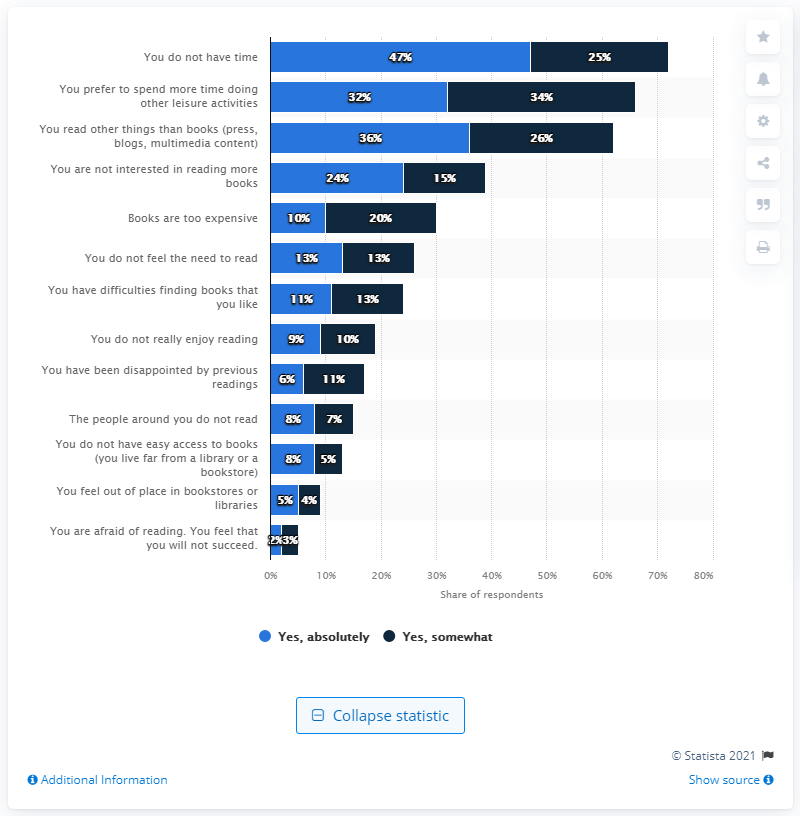 You do not have time
47% 25%
You prefer to spend more time doing
other leisure activities
32% 34%
You read other things than books (press,
blogs, multimedia content)
36% 26%
You are not interested in reading more
books
24% 15%
Books are too expensive
10% 20%
You do not feel the need to read
13% 13%
You have difficulties finding books that
you like
11% 13%
You do not really enjoy reading
9% 10%
You have been disappointed by previous
readings
6% 11%
The people around you do not read
8% 7%
You do not have easy access to books
(you live far from a library or a
bookstore)
8% 5%
You feel out of place in bookstores or
libraries
5% 4%
You are afraid of reading. You feel that
you will not succeed.
2% 3%
0% 10% 20% 30% 40% 50% 60% 70% 80%
Share of respondents
Yes, absolutely Yes, somewhat
Collapse statistic
© Statista 2021
Additional Information Show source